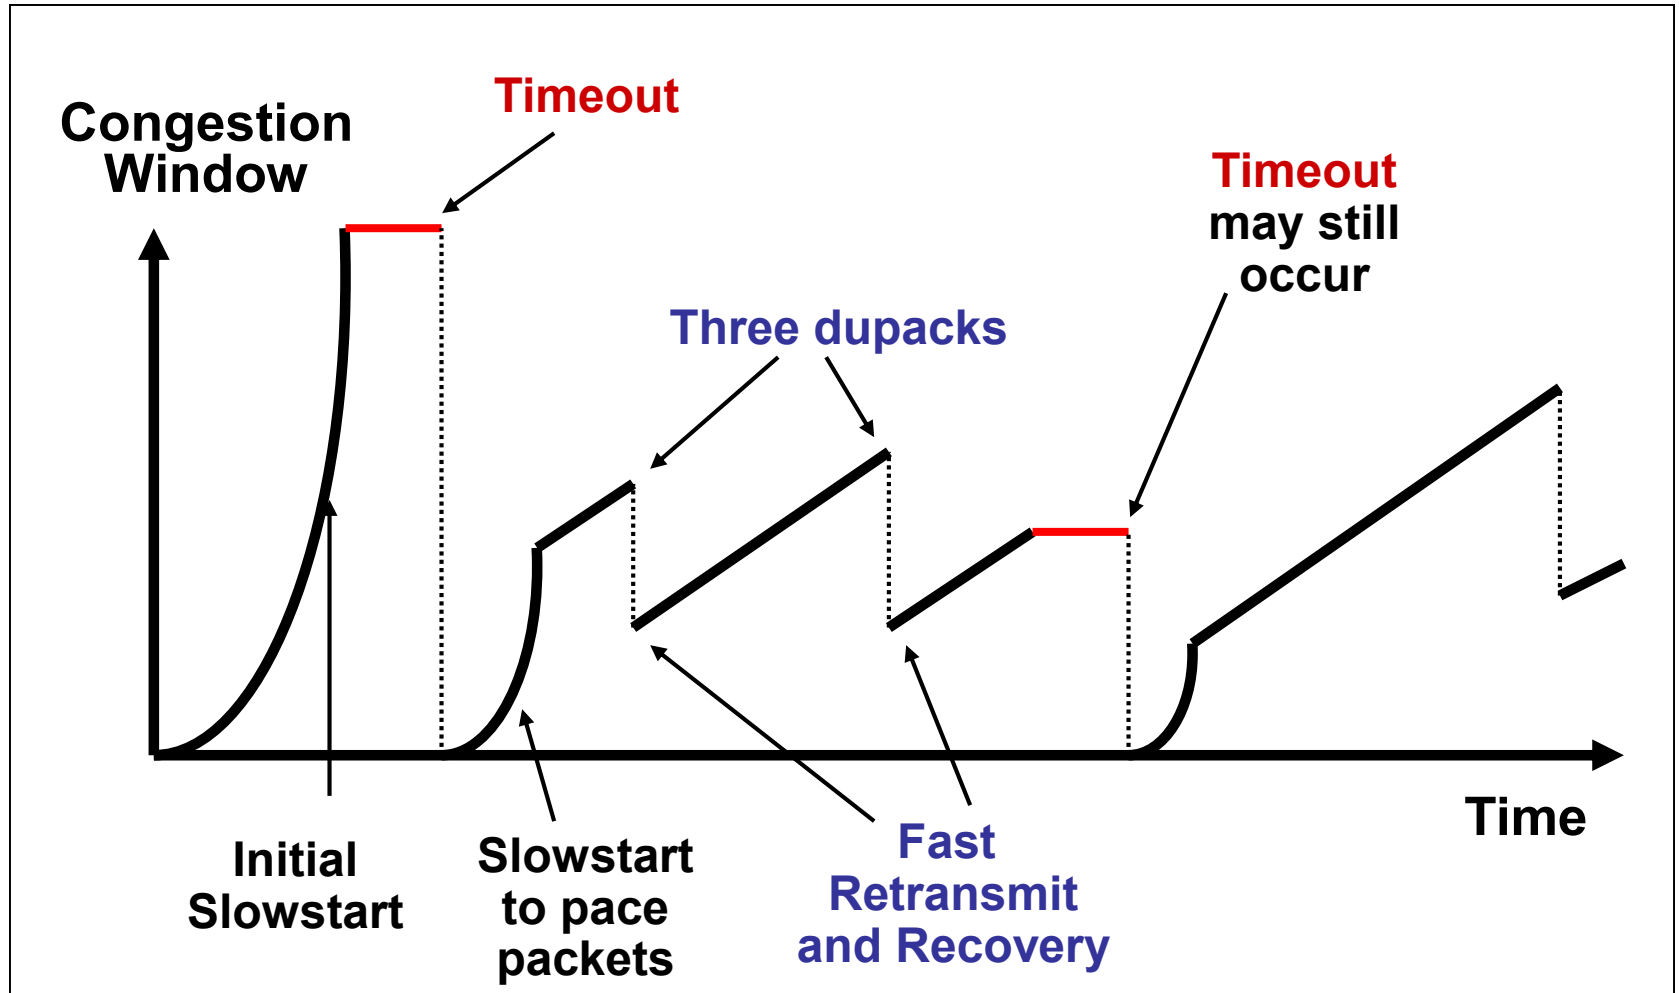 Timeout
Congestion
Window
Timeout
may still
occur
Three dupacks
Time
Initial
Slowstart
Slowstart
to pace
packets
Fast
Retransmit
and Recovery